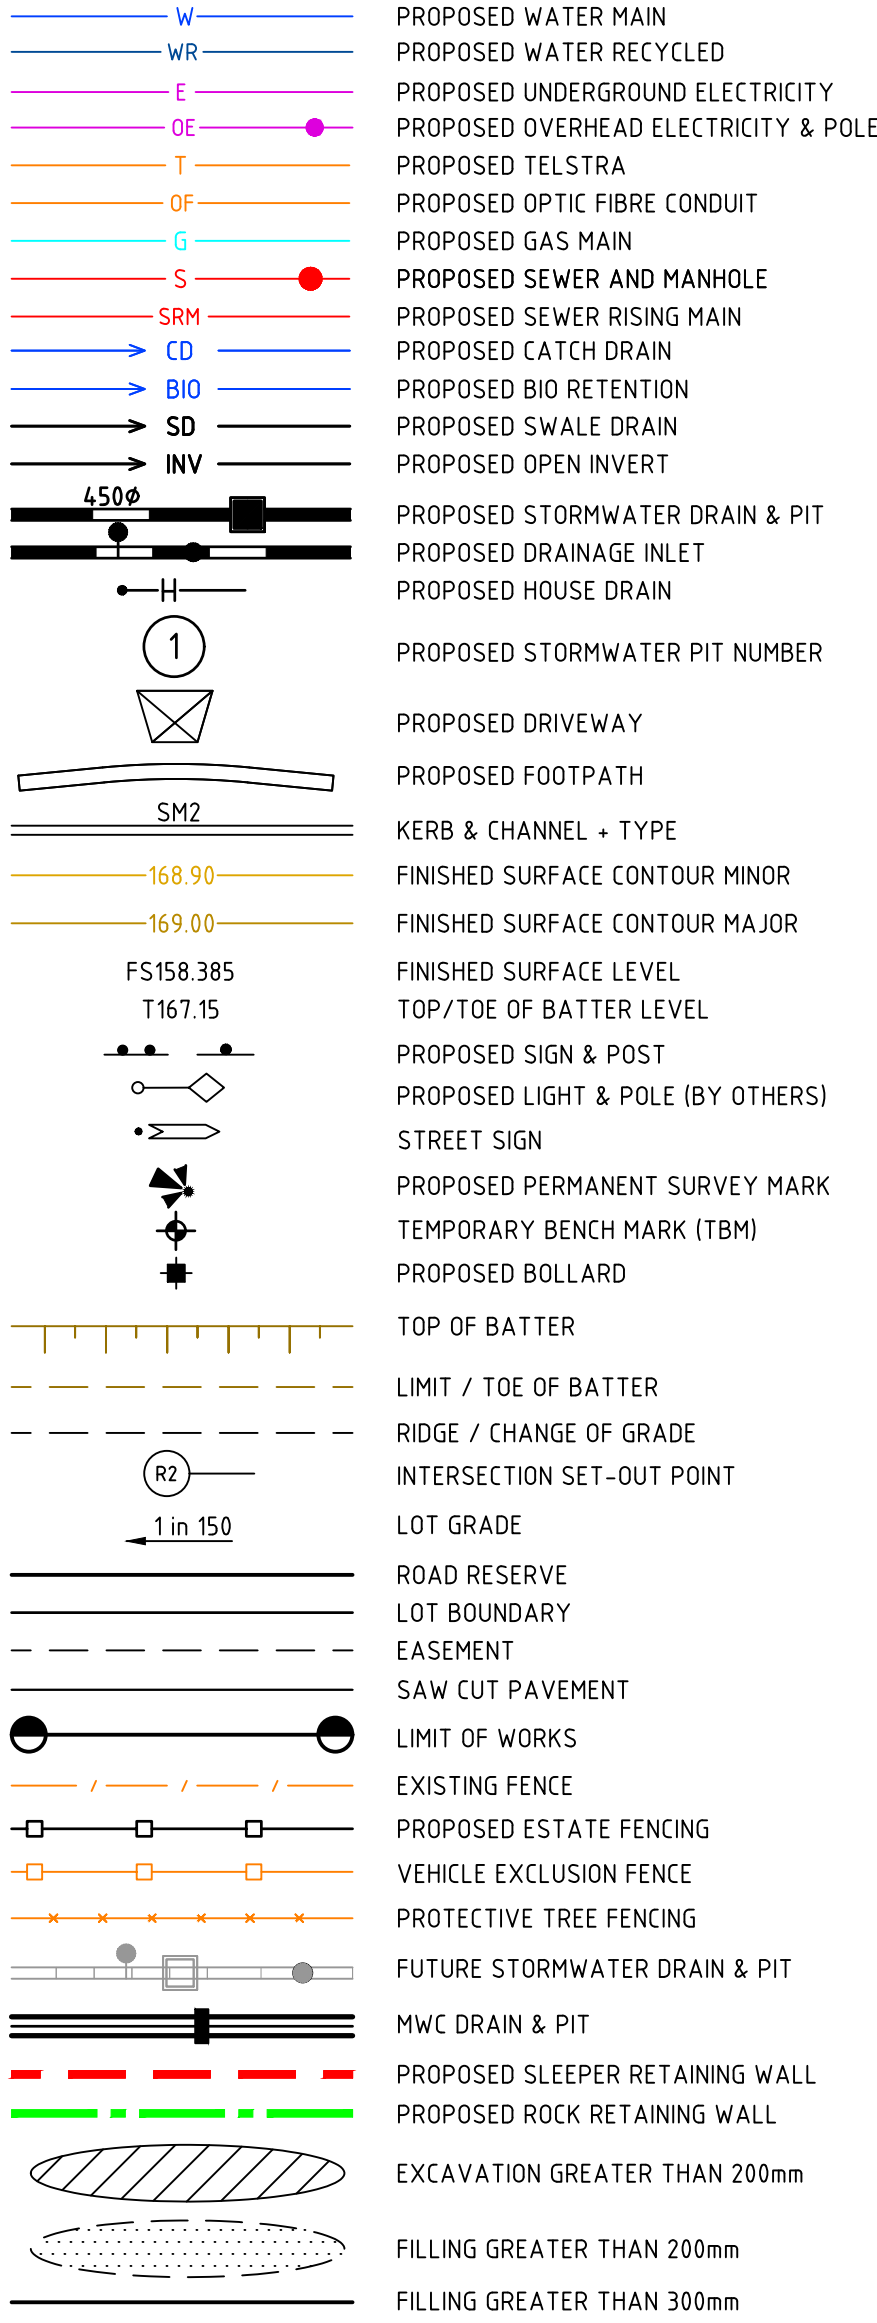 W PROPOSED WATER MAIN
WR PROPOSED WATER RECYCLED
E PROPOSED UNDERGROUND ELECTRICITY
OE PROPOSED OVERHEAD ELECTRICITY & POLE
T PROPOSED TELSTRA
OF PROPOSED OPTIC FIBRE CONDUIT
G PROPOSED GAS MAIN
S PROPOSED SEWER AND MANHOLE
SRM PROPOSED SEWER RISING MAIN
CD PROPOSED CATCH DRAIN
BIO PROPOSED BIO RETENTION
SD PROPOSED SWALE DRAIN
INV PROPOSED OPEN INVERT
450Ø PROPOSED STORMWATER DRAIN & PIT
PROPOSED DRAINAGE INLET
H PROPOSED HOUSE DRAIN
1 PROPOSED STORMWATER PIT NUMBER
PROPOSED DRIVEWAY
PROPOSED FOOTPATH
SM2 KERB & CHANNEL + TYPE
168.90 FINISHED SURFACE CONTOUR MINOR
169.00 FINISHED SURFACE CONTOUR MAJOR
FS158.385 FINISHED SURFACE LEVEL
T167.15 TOP/TOE OF BATTER LEVEL
PROPOSED SIGN & POST
PROPOSED LIGHT & POLE (BY OTHERS)
STREET SIGN
PROPOSED PERMANENT SURVEY MARK
TEMPORARY BENCH MARK (TBM)
PROPOSED BOLLARD
TOP OF BATTER
LIMIT / TOE OF BATTER
RIDGE / CHANGE OF GRADE
R2 INTERSECTION SET-OUT POINT
1 in 150 LOT GRADE
ROAD RESERVE
LOT BOUNDARY
EASEMENT
SAW CUT PAVEMENT
LIMIT OF WORKS
EXISTING FENCE
PROPOSED ESTATE FENCING
VEHICLE EXCLUSION FENCE
PROTECTIVE TREE FENCING
FUTURE STORMWATER DRAIN & PIT
MWC DRAIN & PIT
PROPOSED SLEEPER RETAINING WALL
PROPOSED ROCK RETAINING WALL
EXCAVATION GREATER THAN 200mm
FILLING GREATER THAN 200mm
FILLING GREATER THAN 300mm